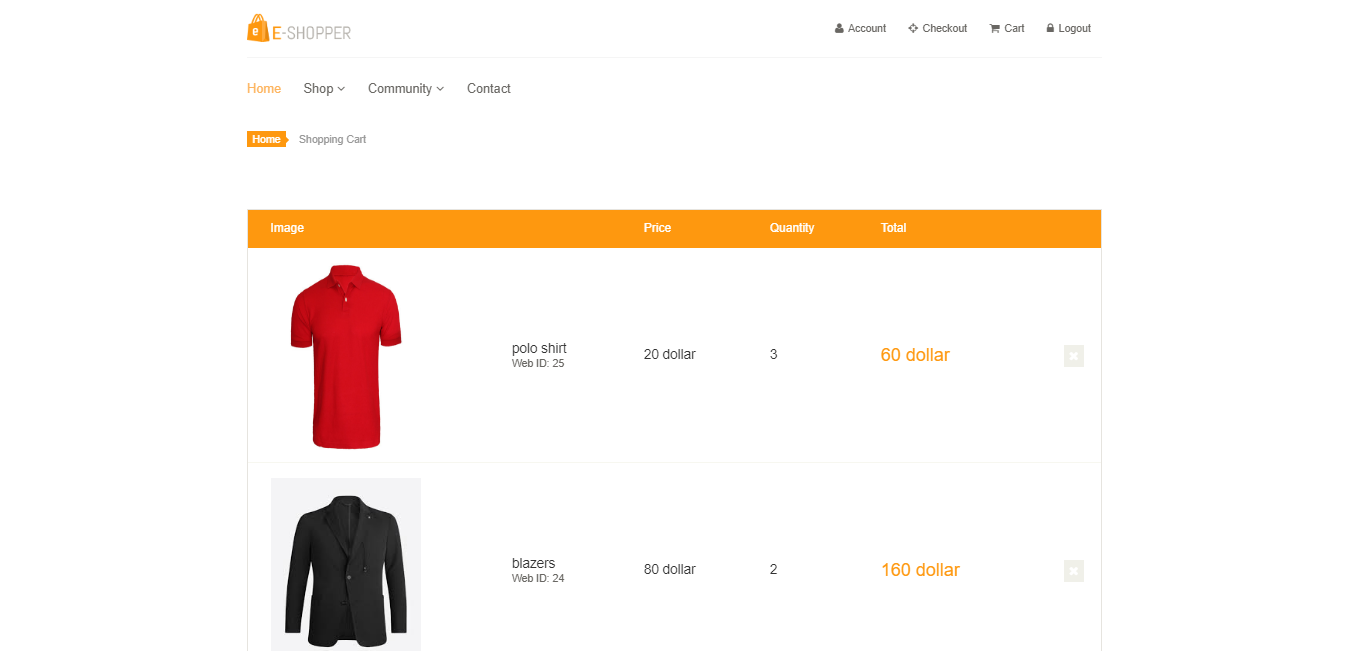 e E-SHOPPER
Account Checkout Cart Logout
Home Shop Community Contact
Home Shopping Cart
Image Price Quantity Total
polo shirt
Web ID: 25
20 dollar 3 60 dollar
blazers
Web ID: 24
80 dollar 2 160 dollar